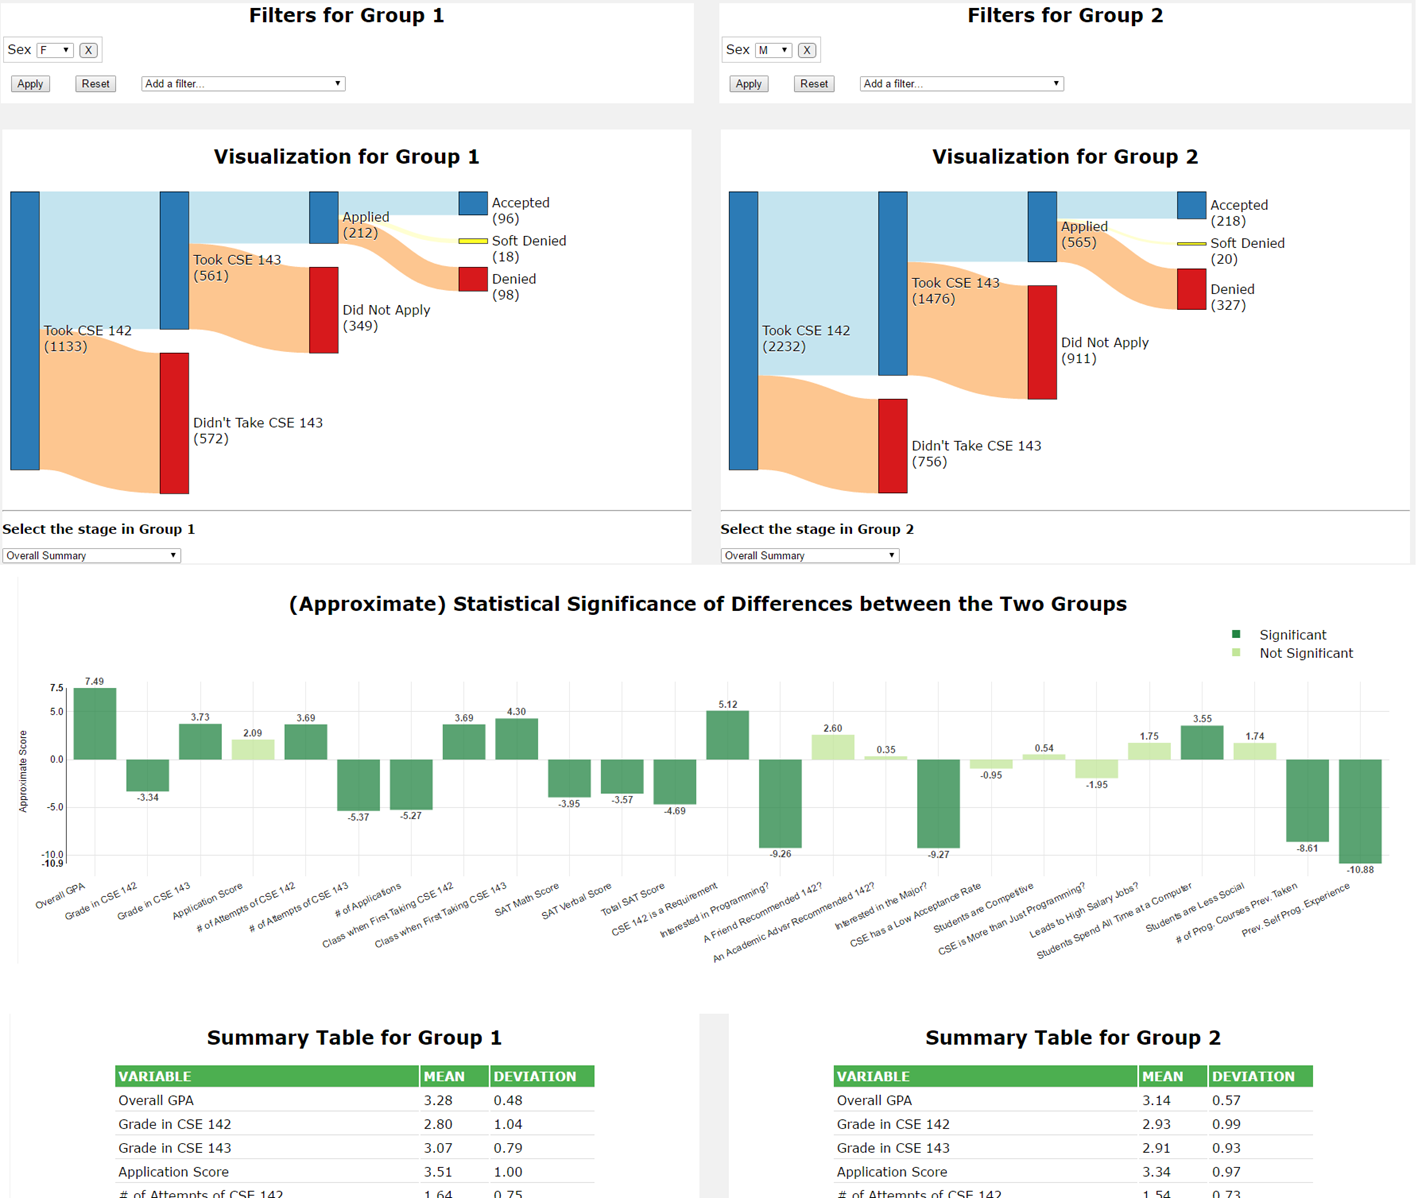 Filters for Group 1
Sex F X
Apply Reset Add a filter...
Filters for Group 2
Sex M X
Apply Reset Add a filter...
Visualization for Group 1
Took CSE 142
(1133)
Took CSE 143
(561)
Didn't Take CSE 143
(572)
Applied
(212)
Did Not Apply
(349)
Accepted
(96)
Soft Denied
(18)
Denied
(98)
Select the stage in Group 1
Overall Summary
Visualization for Group 2
Took CSE 142
(2232)
Took CSE 143
(1476)
Didn't Take CSE 143
(756)
Applied
(565)
Did Not Apply
(911)
Accepted
(218)
Soft Denied
(20)
Denied
(327)
Select the stage in Group 2
Overall Summary
(Approximate) Statistical Significance of Differences between the Two Groups
Significant
Not Significant
Approximate Score
7.5
5.0
0.0
-5.0
-10.0
-10.9
7.49
-3.34
3.73
2.09
3.69
-5.37
-5.27
3.69
4.30
-3.95
-3.57
-4.69
5.12
-9.26
2.60
0.35
-9.27
-0.95
0.54
-1.95
1.75
3.55
1.74
-8.61
-10.88
Overall GPA
Grade in CSE 142
Grade in CSE 143
Application Score
# of Attempts of CSE 142
# of Attempts of CSE 143
# of Applications
Class when First Taking CSE 142
Class when First Taking CSE 143
SAT Math Score
SAT Verbal Score
Total SAT Score
CSE 142 is a Requirement
Interested in Programming?
A Friend Recommended 142?
An Academic Advsr Recommended 142?
Interested in the Major?
CSE has a Low Acceptance Rate
Students are Competitive
CSE is More than Just Programming?
Leads to High Salary Jobs?
Students Spend All Time at a Computer
Students are Less Social
# of Prog. Courses Prev. Taken
Prev. Self Prog. Experience
Summary Table for Group 1
VARIABLE MEAN DEVIATION
Overall GPA 3.28 0.48
Grade in CSE 142 2.80 1.04
Grade in CSE 143 3.07 0.79
Application Score 3.51 1.00
# of Attempts of CSE 142 1.64 0.75
Summary Table for Group 2
VARIABLE MEAN DEVIATION
Overall GPA 3.14 0.57
Grade in CSE 142 2.93 0.99
Grade in CSE 143 2.91 0.93
Application Score 3.34 0.97
# of Attempts of CSE 142 1.54 0.73